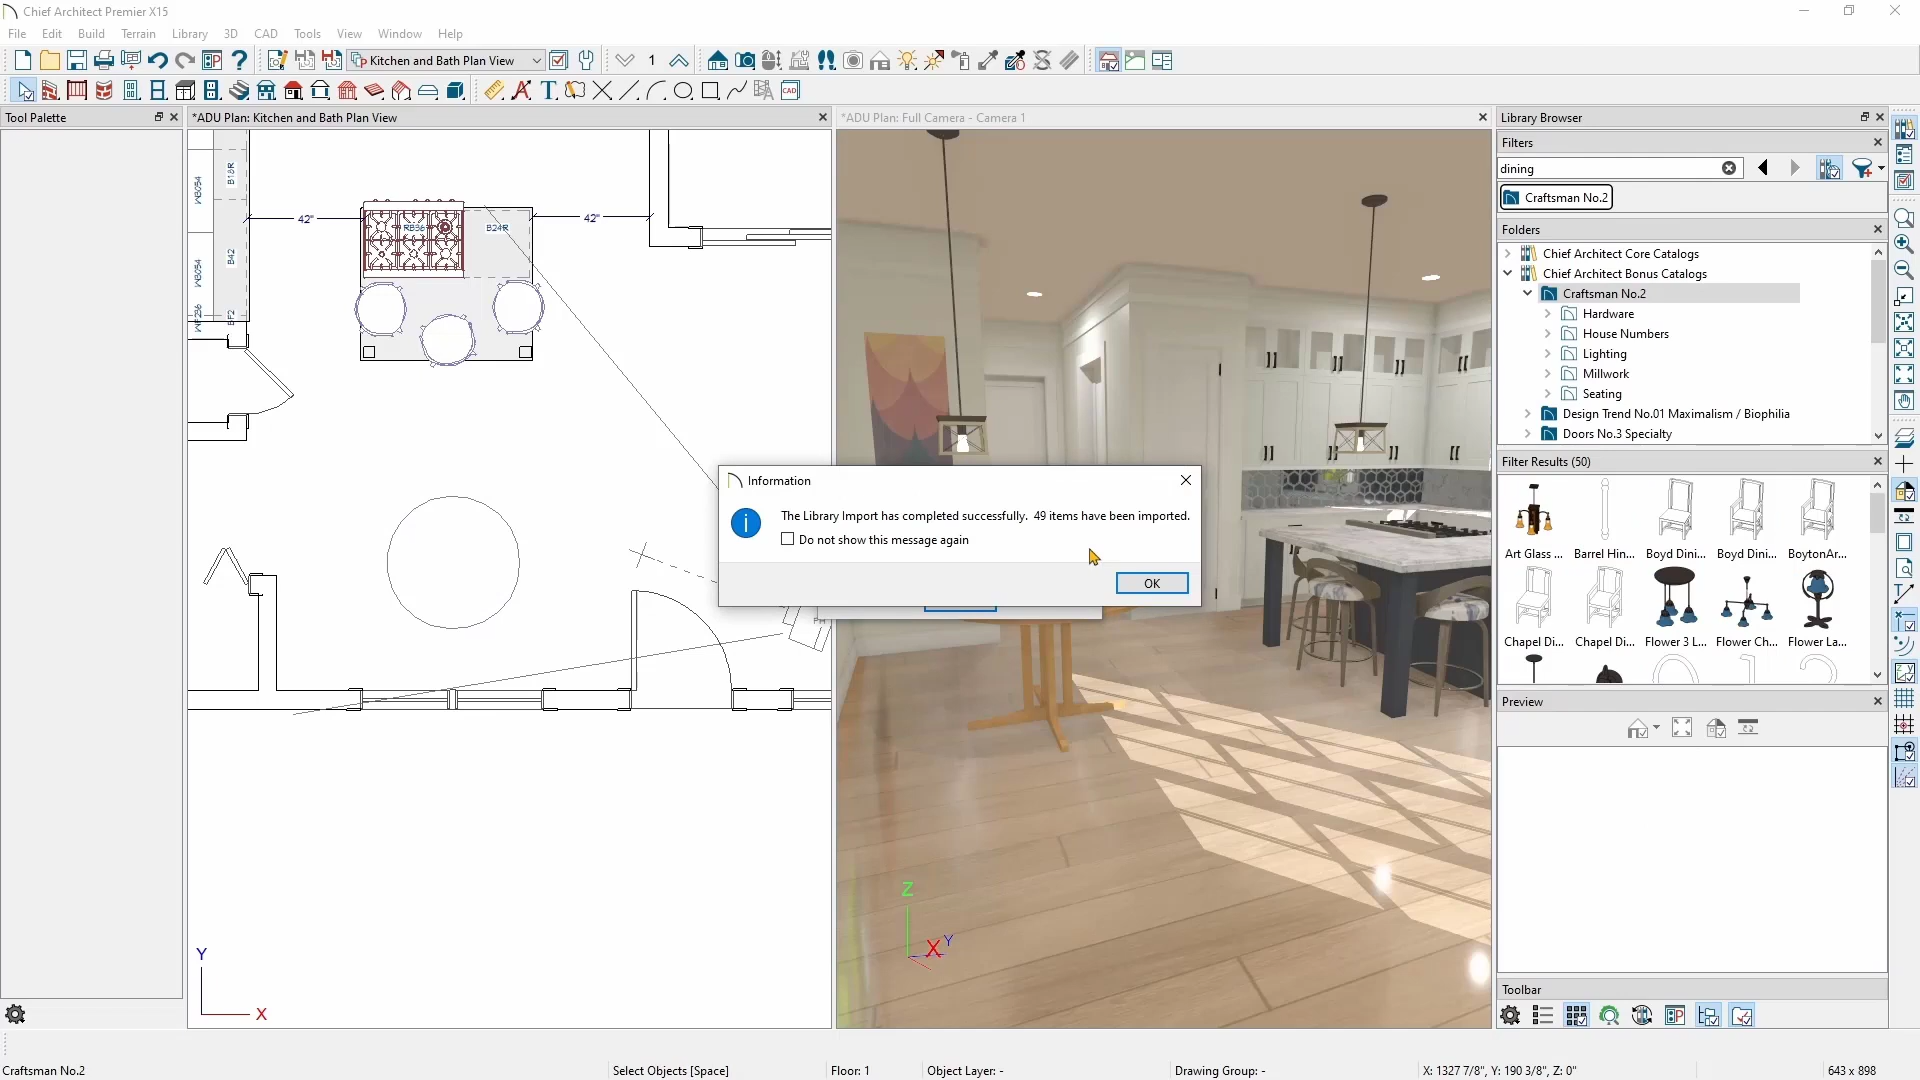 Chief Architect Premier X15
File Edit Build Terrain Library 3D CAD Tools View Window Help
Kitchen and Bath Plan View
1
CAD
Tool Palette
*ADU Plan: Kitchen and Bath Plan View
*ADU Plan: Full Camera - Camera 1
Library Browser
Filters
dining
Craftsman No.2
Folders
Chief Architect Core Catalogs
Chief Architect Bonus Catalogs
Craftsman No.2
Hardware
House Numbers
Lighting
Millwork
Seating
Design Trend No.01 Maximalism / Biophilia
Doors No.3 Specialty
Filter Results (50)
Art Glass ... Barrel Hin... Boyd Dini... Boyd Dini... BoytonAr...
Chapel Di... Chapel Di... Flower 3 L... Flower Ch... Flower La...
Preview
Toolbar
B18R
B42
42"
RB36
B24R
42"
Information
The Library Import has completed successfully. 49 items have been imported.
Do not show this message again
OK
Y
X
Z
Y
X
Craftsman No.2
Select Objects [Space]
Floor: 1
Object Layer: -
Drawing Group: -
X: 1327 7/8", Y: 190 3/8", Z: 0"
643 x 898